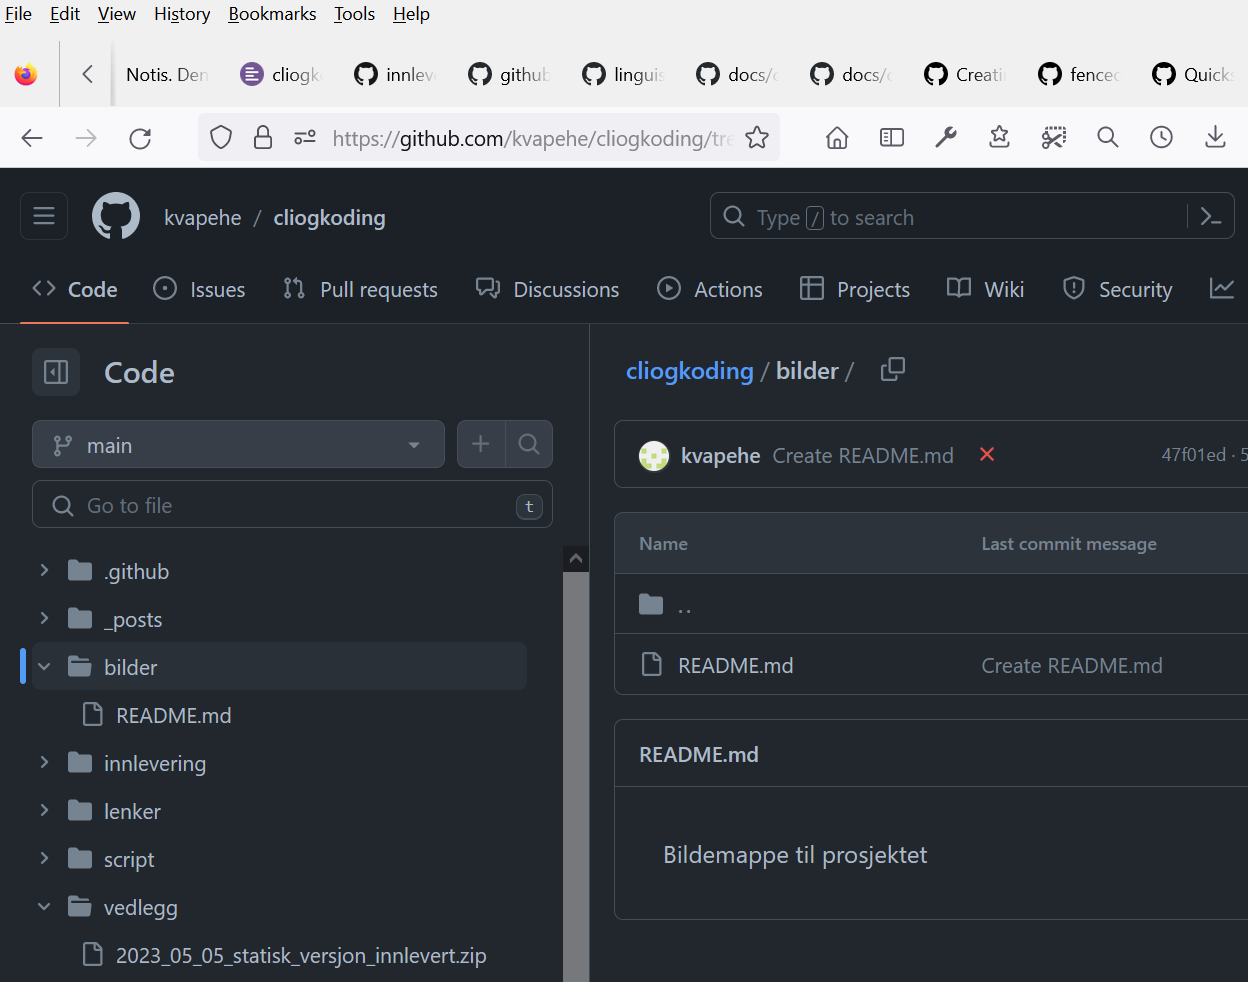 File Edit View History Bookmarks Tools Help
Notis. Den cliogk innlev github linguis docs/c docs/c Creati fenced Quicks
https://github.com/kvapehe/cliogkoding/tre
kvapehe / cliogkoding
Type / to search
Code Issues Pull requests Discussions Actions Projects Wiki Security
Code
main
Go to file t
.github
_posts
bilder
README.md
innlevering
lenker
script
vedlegg
2023_05_05_statisk_versjon_innlevert.zip
cliogkoding / bilder /
kvapehe Create README.md 47f01ed · 5
Name Last commit message
..
README.md Create README.md
README.md
Bildemappe til prosjektet